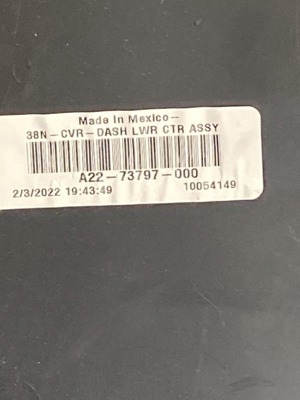 Made In Mexico-
38N-CVR-DASH LWR CTR ASSY
A22-73797-000
2/3/2022 19:43:49 10054149